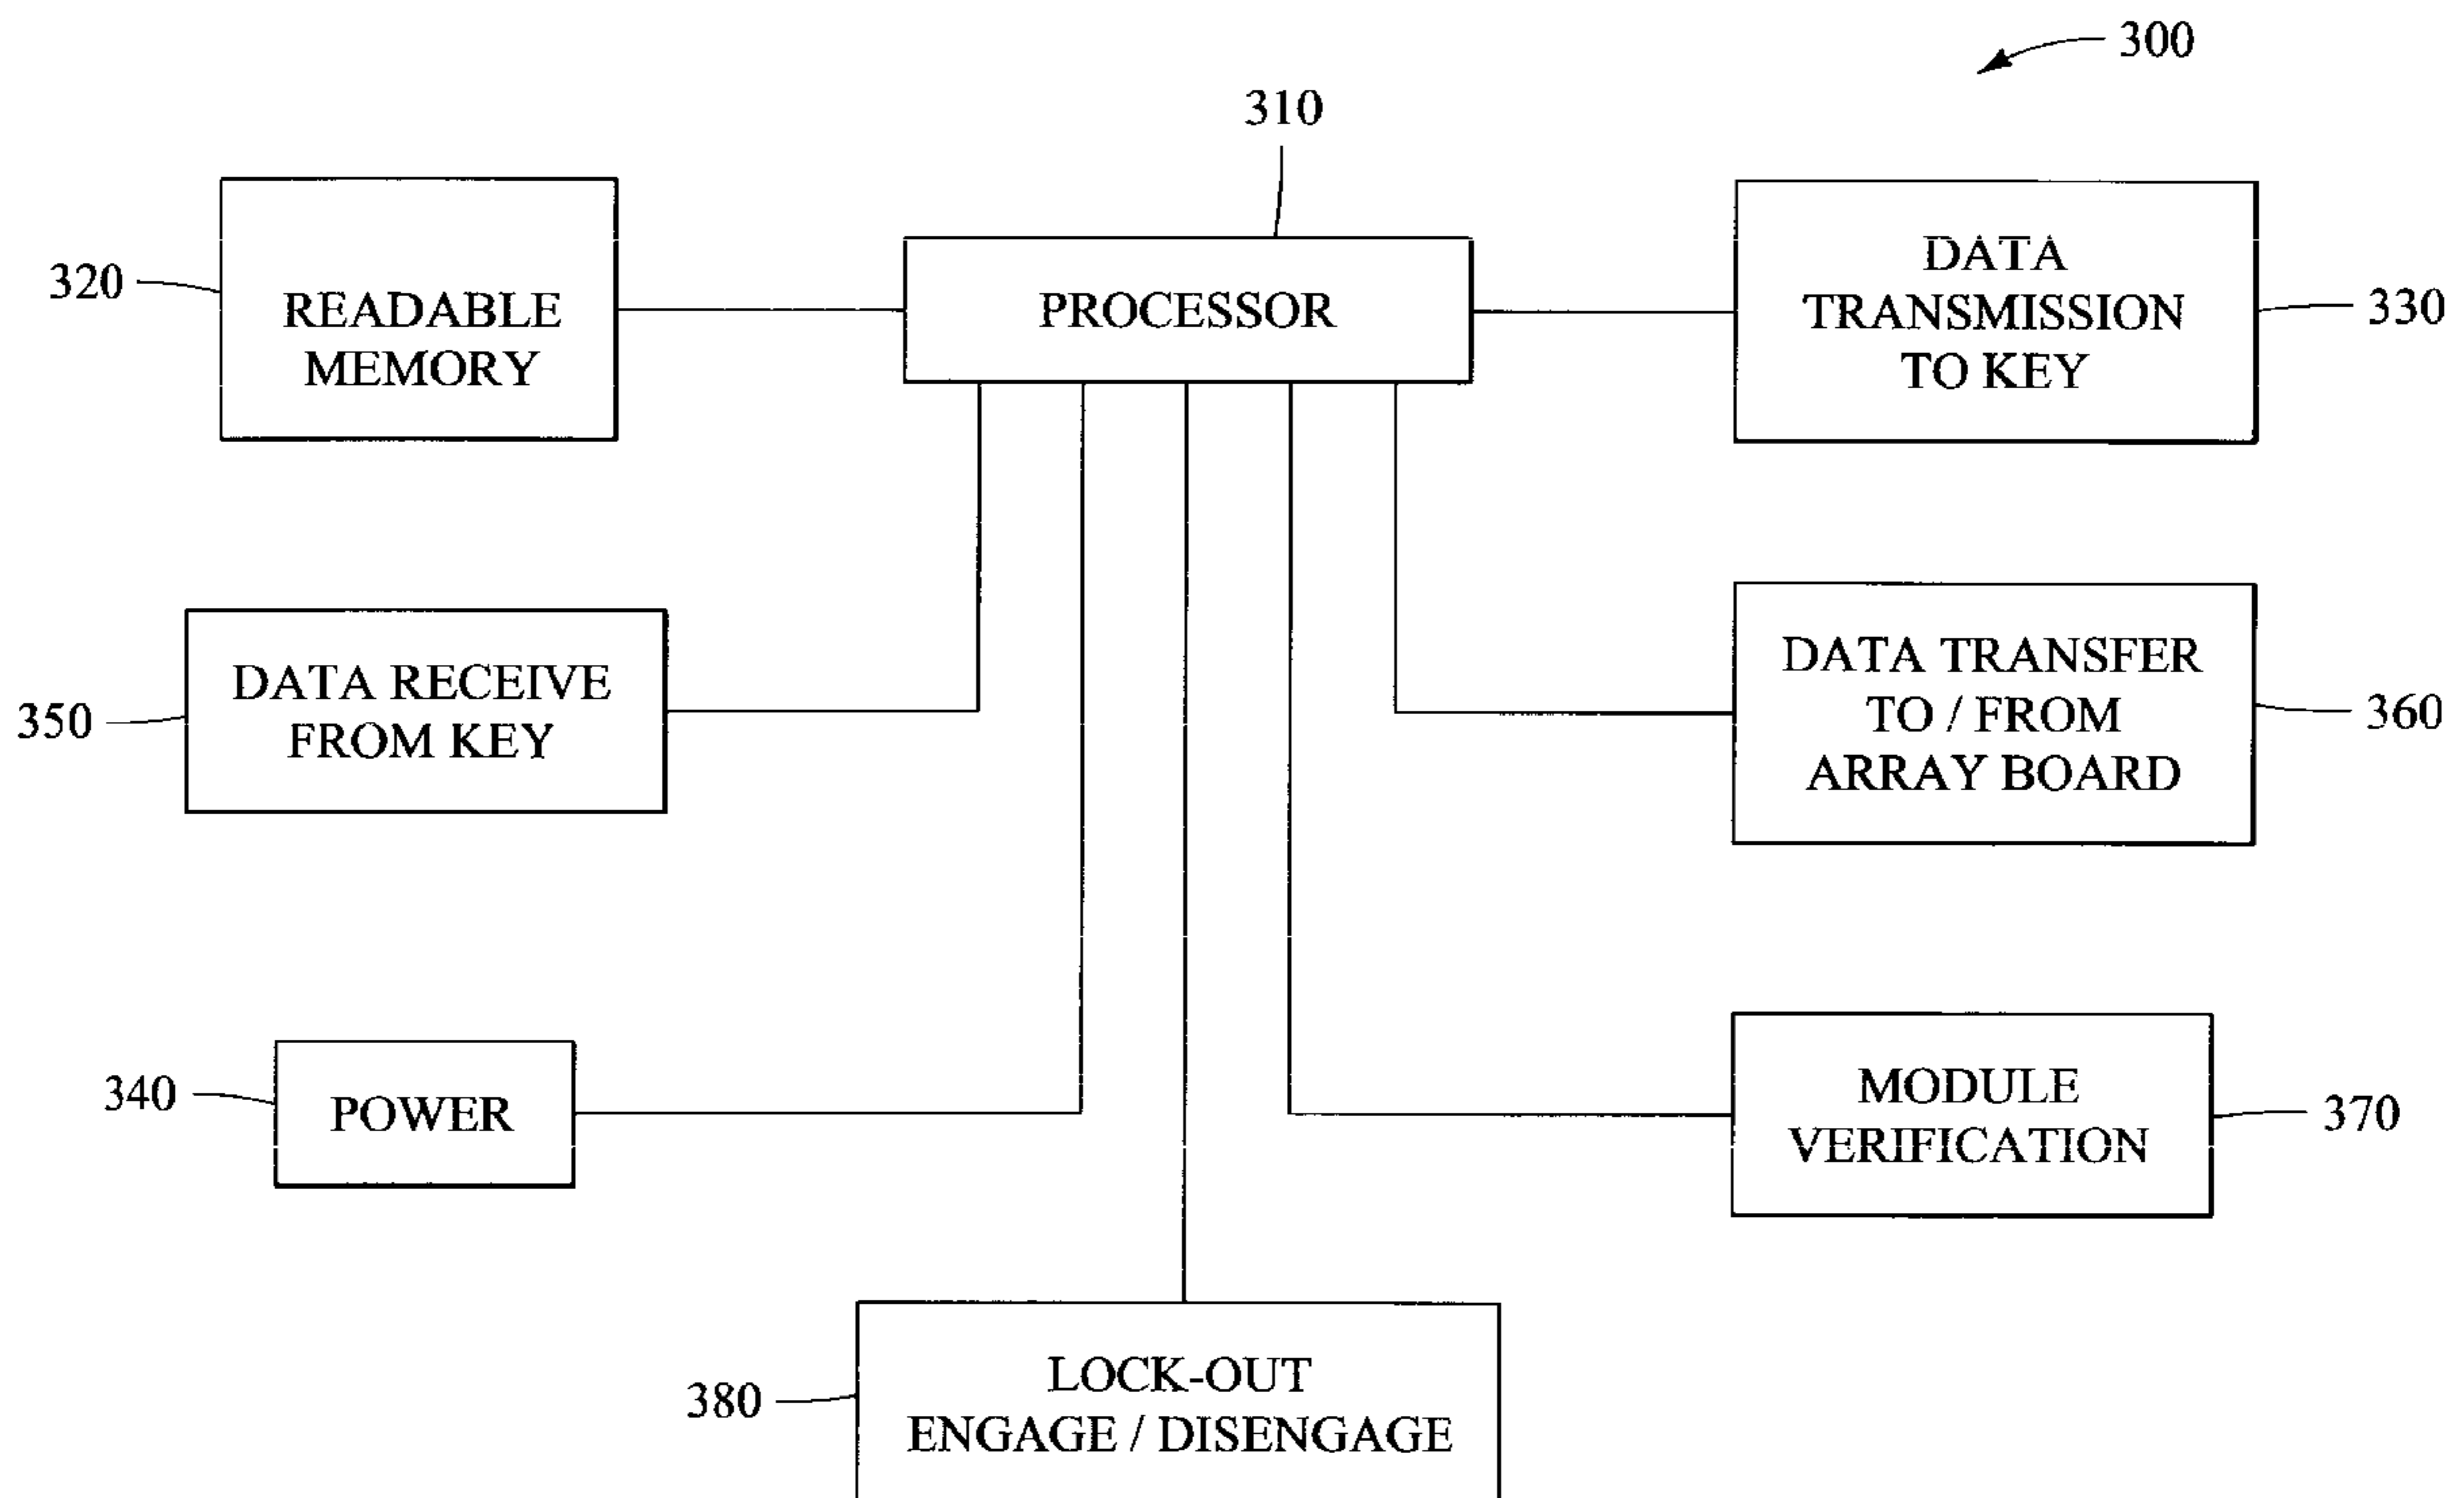 300
310
320
READABLE
MEMORY
PROCESSOR
DATA
TRANSMISSION
TO KEY
330
350
DATA RECEIVE
FROM KEY
DATA TRANSFER
TO / FROM
ARRAY BOARD
360
340
POWER
MODULE
VERIFICATION
370
380
LOCK-OUT
ENGAGE / DISENGAGE